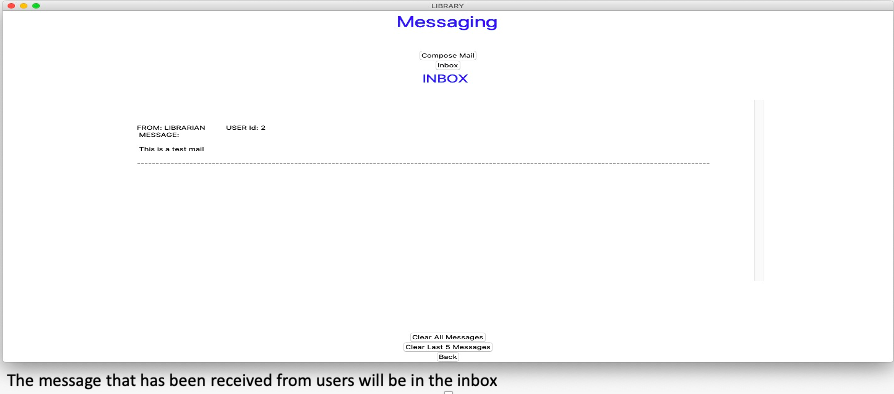 LIBRARY
Messaging
Compose Mail
Inbox
INBOX
FROM: LIBRARIAN USER Id: 2
MESSAGE:
This is a test mail
--------------------------------------------------------------------------------------------------------------------------------------------
Clear All Messages
Clear Last 5 Messages
Back
The message that has been received from users will be in the inbox